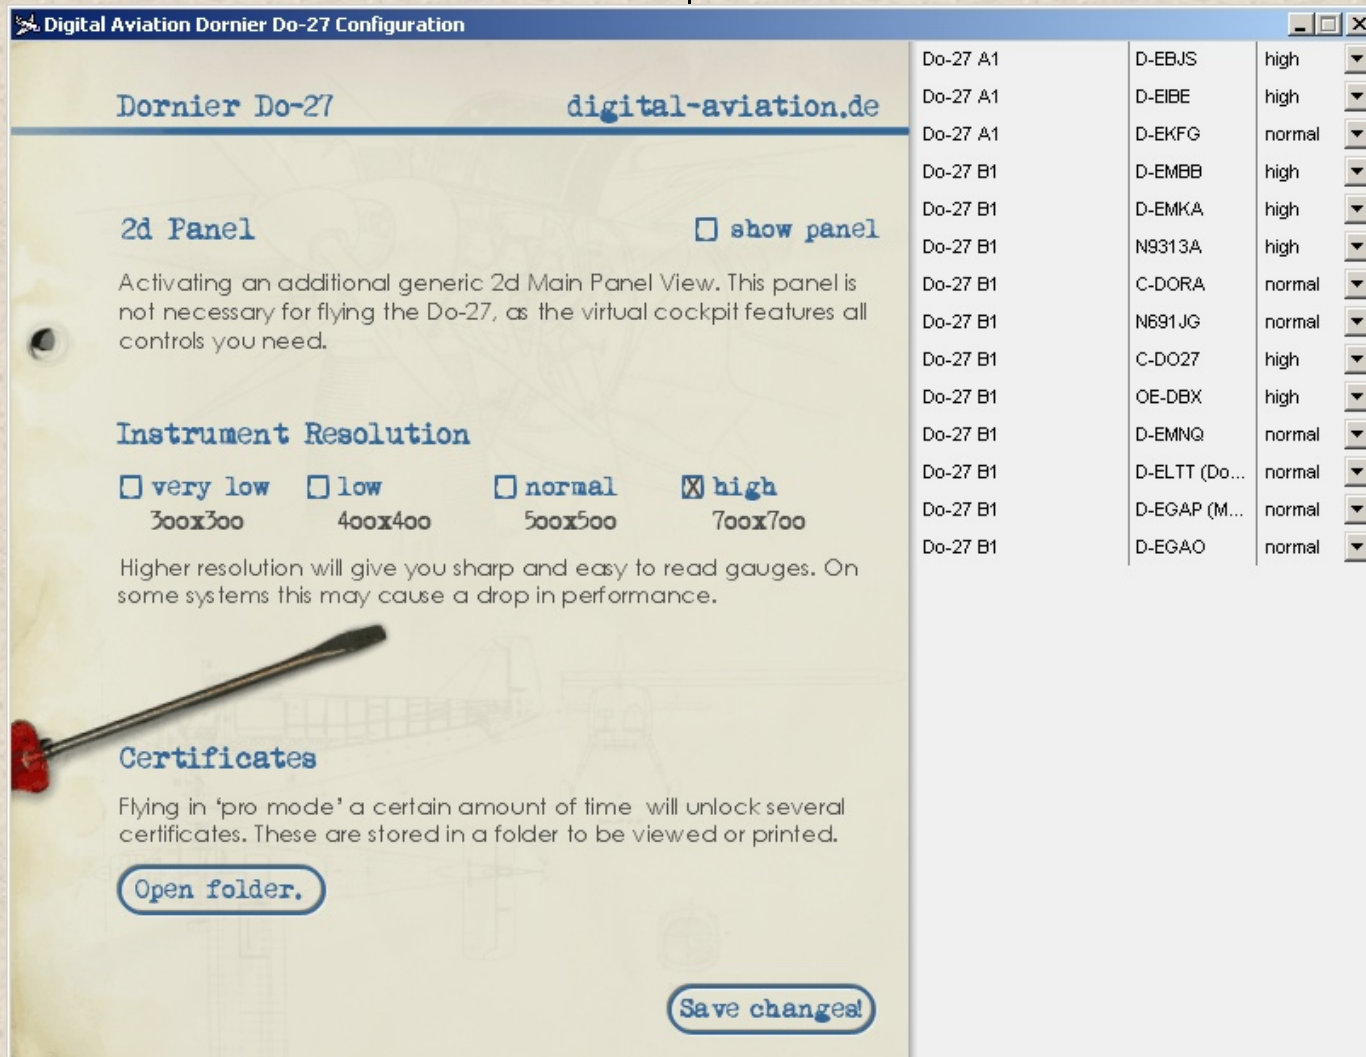 Digital Aviation Dornier Do-27 Configuration
Dornier Do-27 digital-aviation.de
2d Panel show panel
Activating an additional generic 2d Main Panel View. This panel is
not necessary for flying the Do-27, as the virtual cockpit features all
controls you need.
Instrument Resolution
very low low normal high
300x300 400x400 500x500 700x700
Higher resolution will give you sharp and easy to read gauges. On
some systems this may cause a drop in performance.
Certificates
Flying in 'pro mode' a certain amount of time will unlock several
certificates. These are stored in a folder to be viewed or printed.
Open folder.
Save changes!
Do-27 A1 D-EBJS high
Do-27 A1 D-EIBE high
Do-27 A1 D-EKFG normal
Do-27 B1 D-EMBB high
Do-27 B1 D-EMKA high
Do-27 B1 N9313A high
Do-27 B1 C-DORA normal
Do-27 B1 N691JG normal
Do-27 B1 C-DO27 high
Do-27 B1 OE-DBX high
Do-27 B1 D-EMNQ normal
Do-27 B1 D-ELTT (Do... normal
Do-27 B1 D-EGAP (M... normal
Do-27 B1 D-EGAO normal